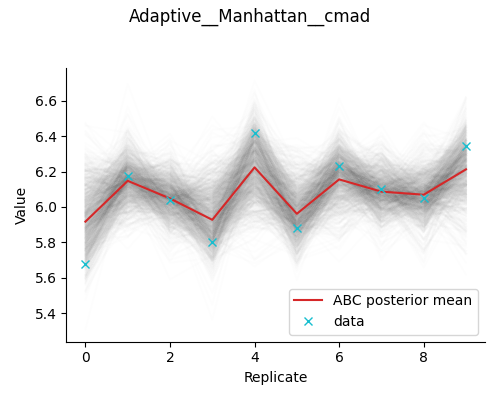 Adaptive__Manhattan__cmad
Value
6.6
6.4
6.2
6.0
5.8
5.6
5.4
ABC posterior mean
data
0
2
4
6
8
Replicate